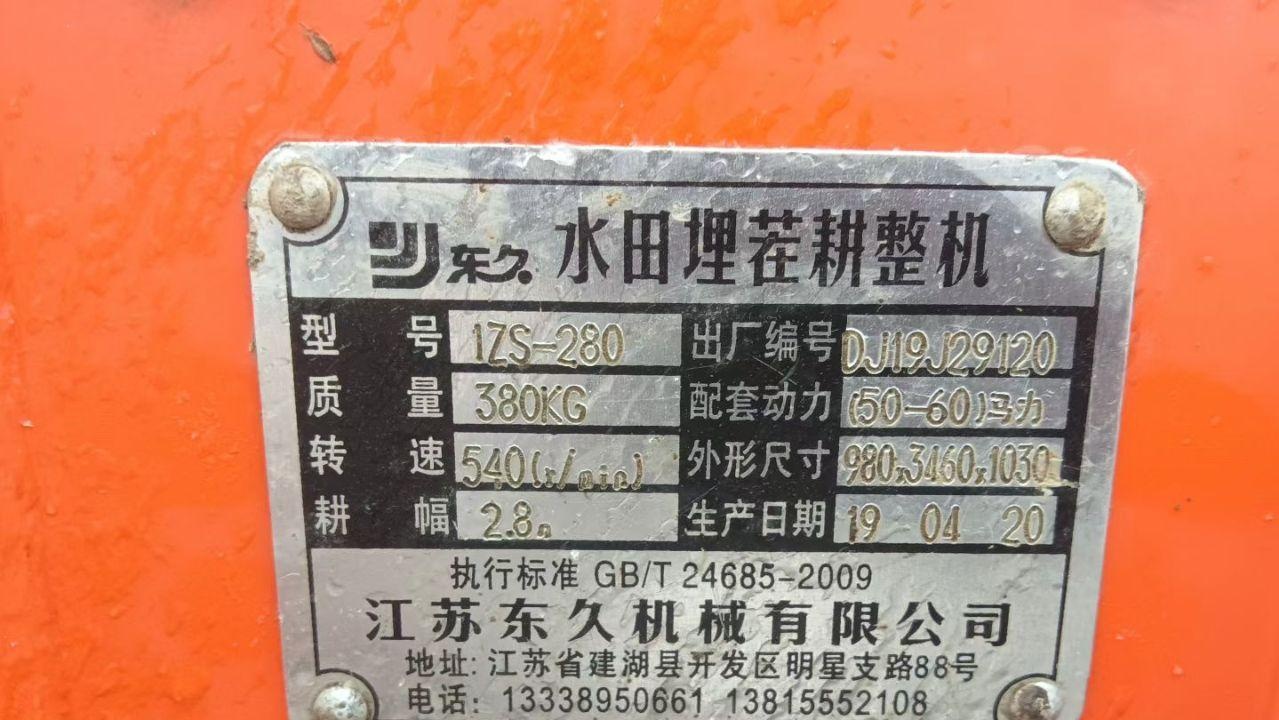 东久 水田埋茬耕整机
型号 1ZS-280 出厂编号 DJ19J29120
质量 380KG 配套动力 (50-60)马力
转速 540(r/min) 外形尺寸 980x3460x1030
耕幅 2.8m 生产日期 19 04 20
执行标准 GB/T 24685-2009
江苏东久机械有限公司
地址: 江苏省建湖县开发区明星支路88号
电话: 13338950661 13815552108